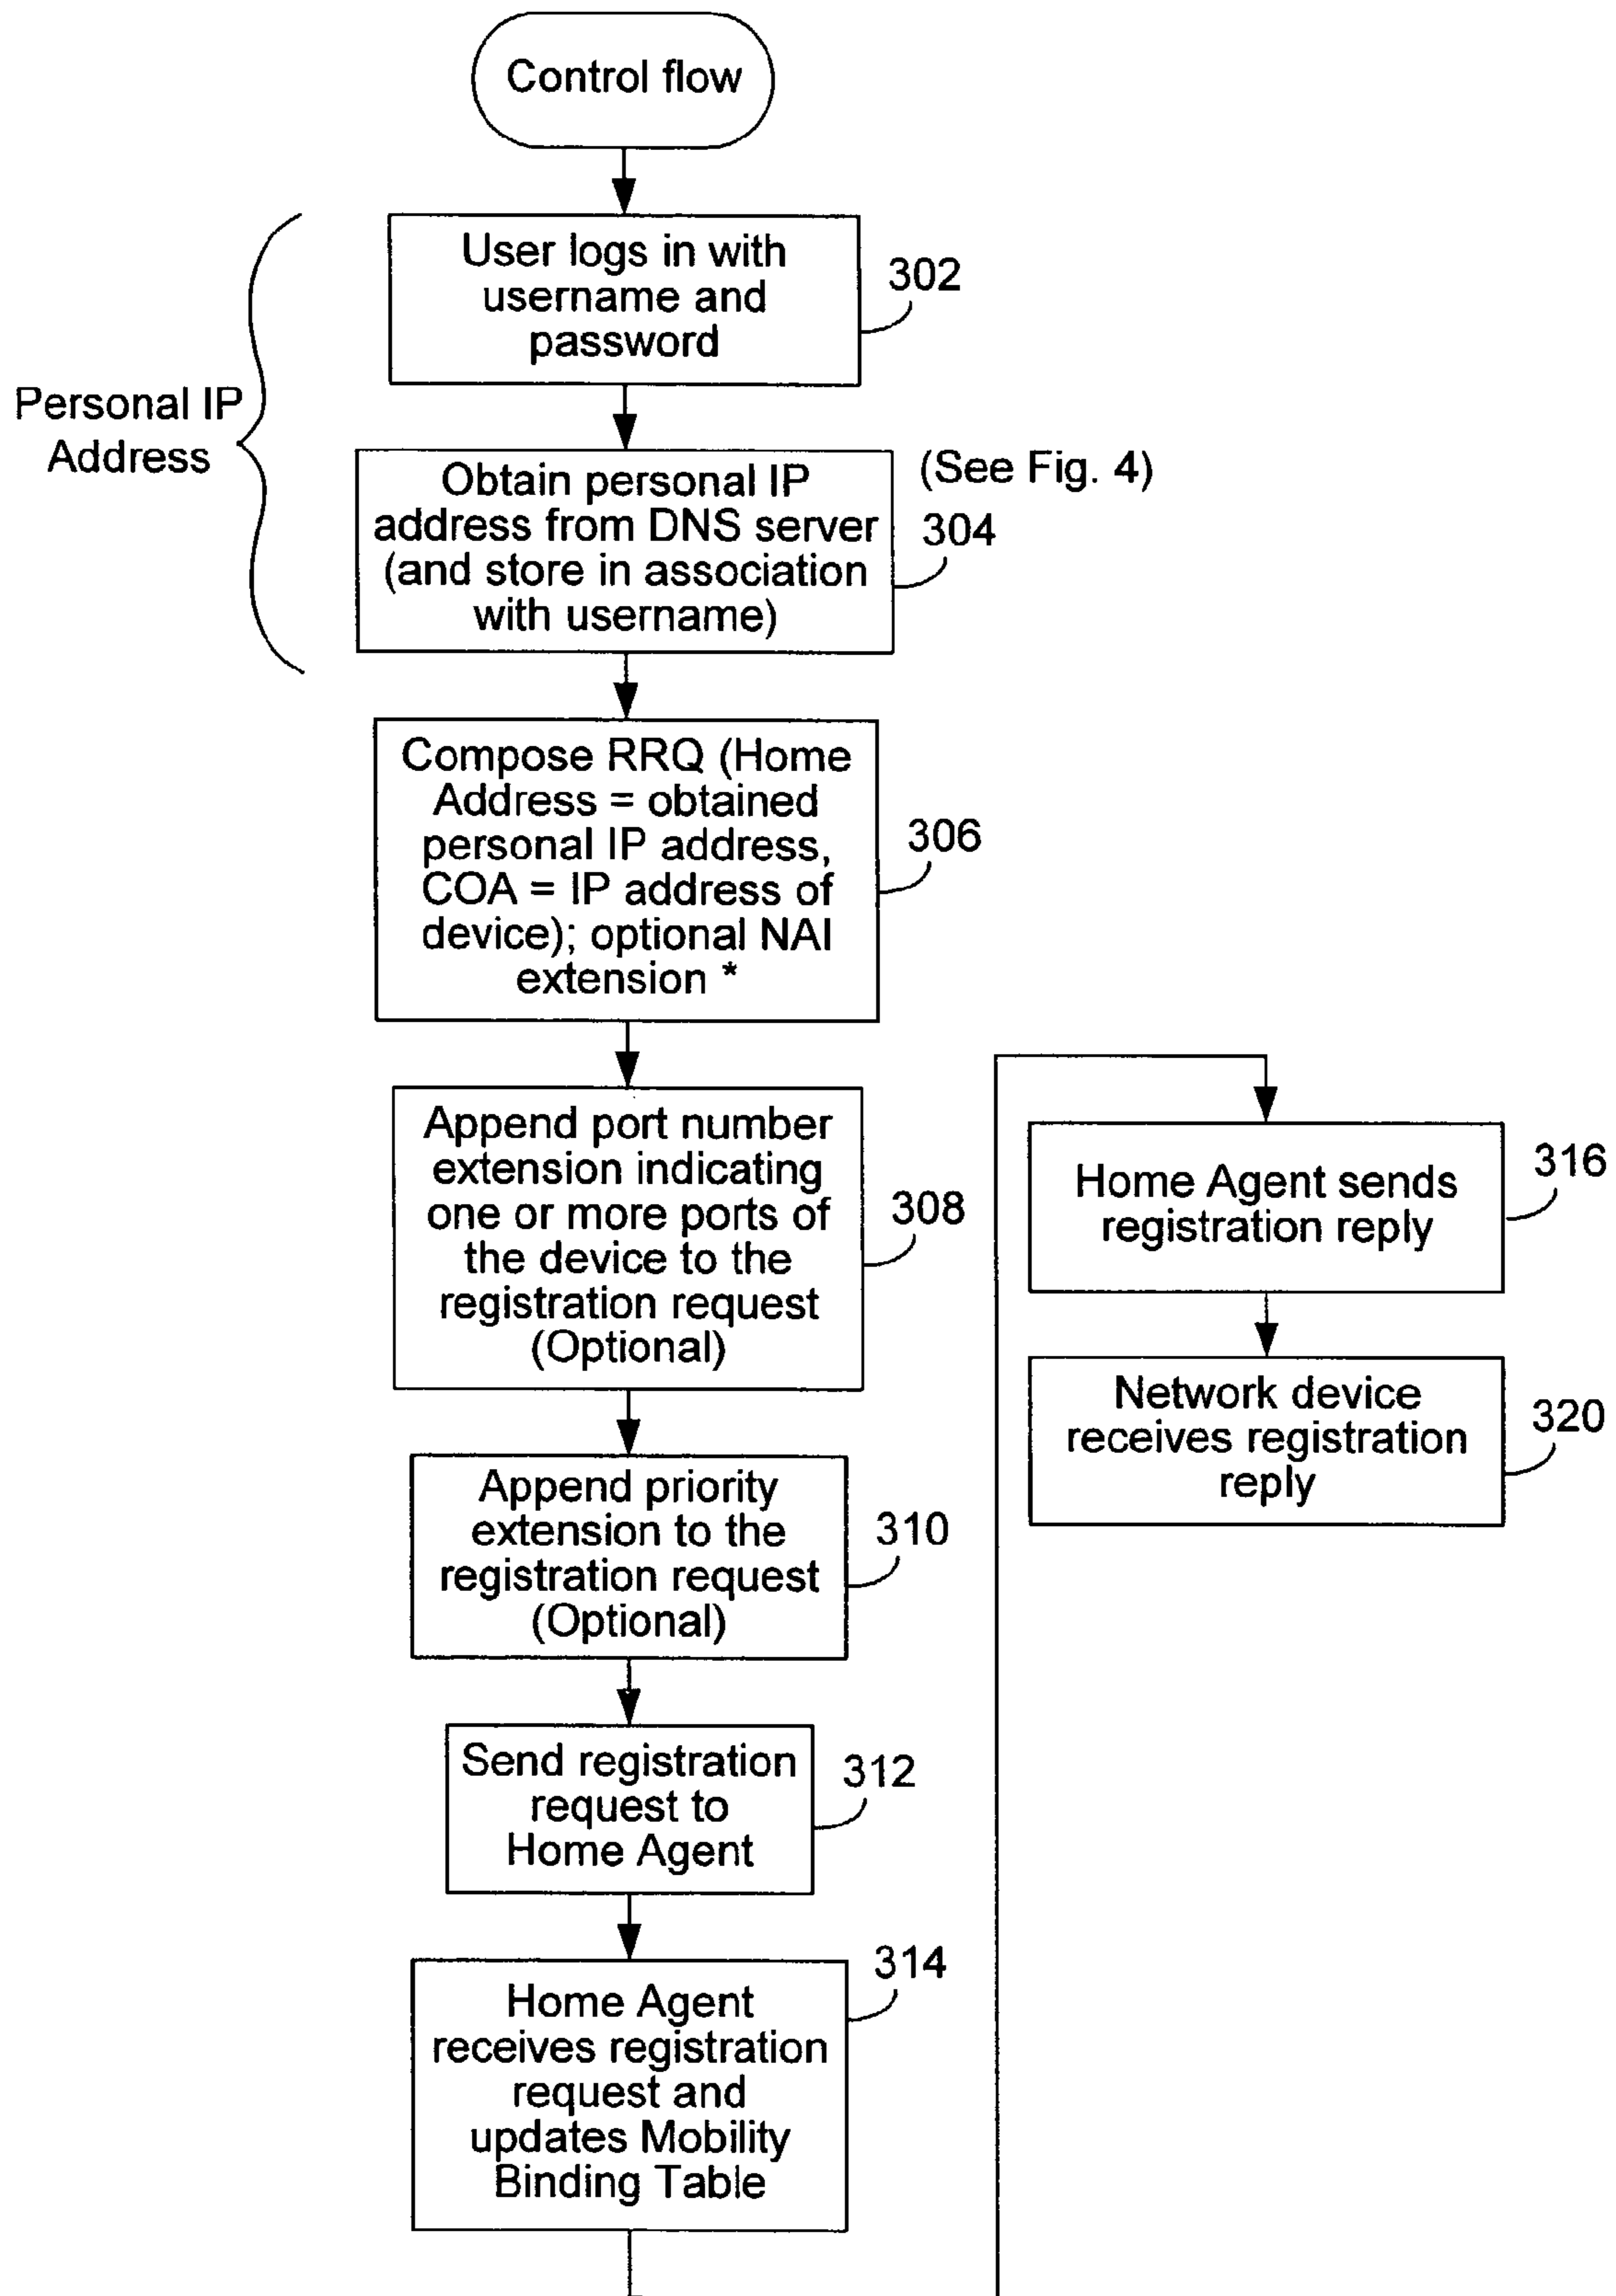 Control flow
Personal IP
Address
User logs in with
username and
password
302
Obtain personal IP
address from DNS server
(and store in association
with username)
(See Fig. 4)
304
Compose RRQ (Home
Address = obtained
personal IP address,
COA = IP address of
device); optional NAI
extension *
306
Append port number
extension indicating
one or more ports of
the device to the
registration request
(Optional)
308
Append priority
extension to the
registration request
(Optional)
310
Send registration
request to
Home Agent
312
Home Agent
receives registration
request and
updates Mobility
Binding Table
314
Home Agent sends
registration reply
316
Network device
receives registration
reply
320